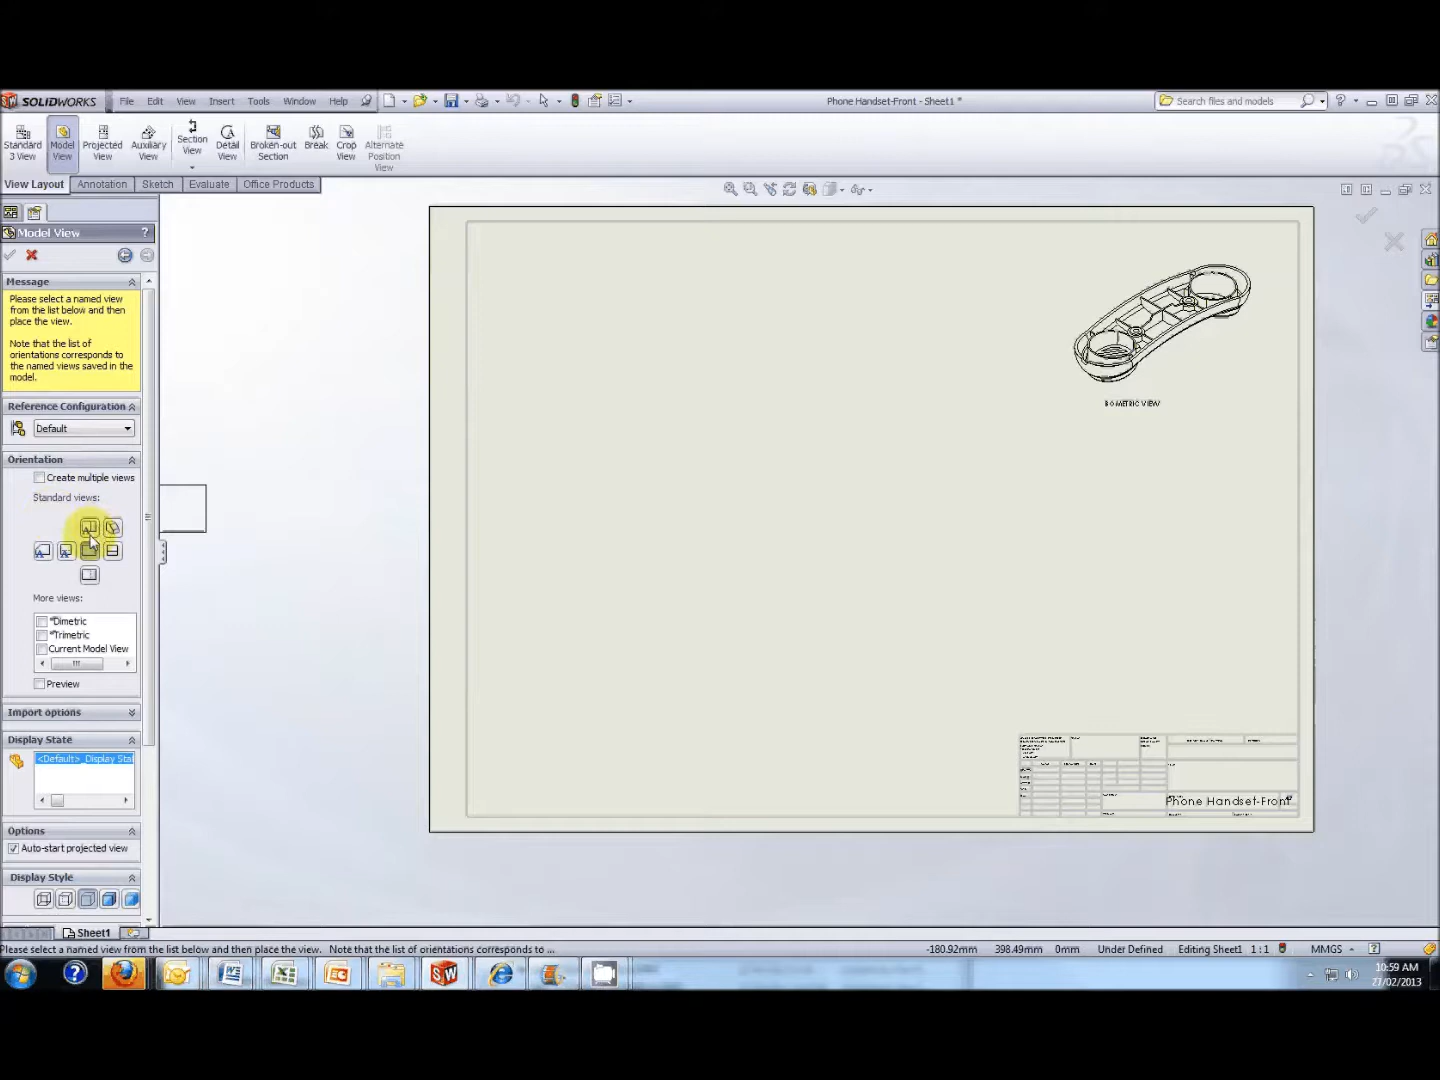 SOLIDWORKS File Edit View Insert Tools Window Help
Phone Handset-Front - Sheet1 *
Search files and models
Standard 3 View
Model View
Projected View
Auxiliary View
Section View
Detail View
Broken-out Section
Break
Crop View
Alternate Position View
View Layout Annotation Sketch Evaluate Office Products
Model View ?
Message
Please select a named view
from the list below and then
place the view.
Note that the list of
orientations corresponds to
the named views saved in the
model.
Reference Configuration
Default
Orientation
Create multiple views
Standard views:
More views:
*Dimetric
*Trimetric
Current Model View
Preview
Import options
Display State
<Default>_Display Stat
Options
Auto-start projected view
Display Style
ISOMETRIC VIEW
Phone Handset-Front
Sheet1
Please select a named view from the list below and then place the view. Note that the list of orientations corresponds to ...
-180.92mm 398.49mm 0mm Under Defined Editing Sheet1 1:1 MMGS
10:59 AM
27/02/2013